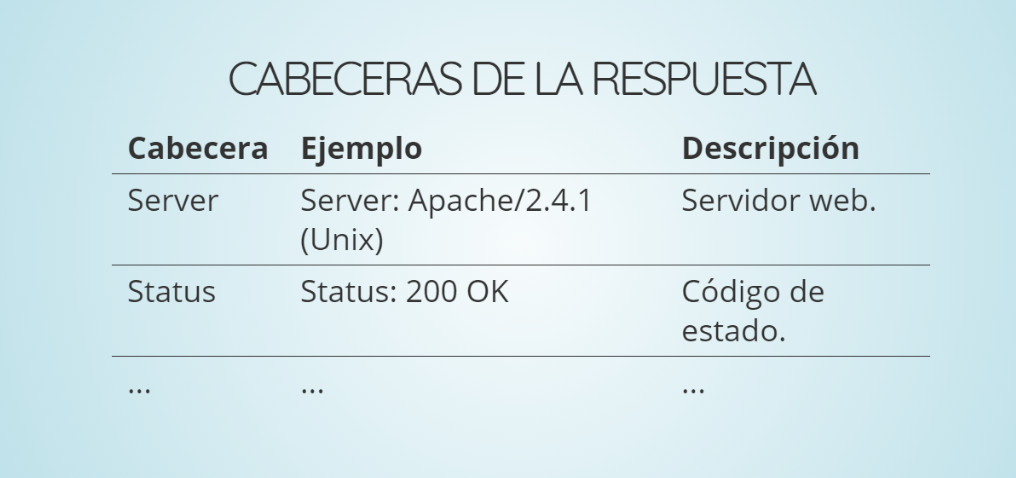 CABECERAS DE LA RESPUESTA
Cabecera Ejemplo Descripción
Server Server: Apache/2.4.1 Servidor web.
(Unix)
Status Status: 200 OK Código de
estado.
... ... ...